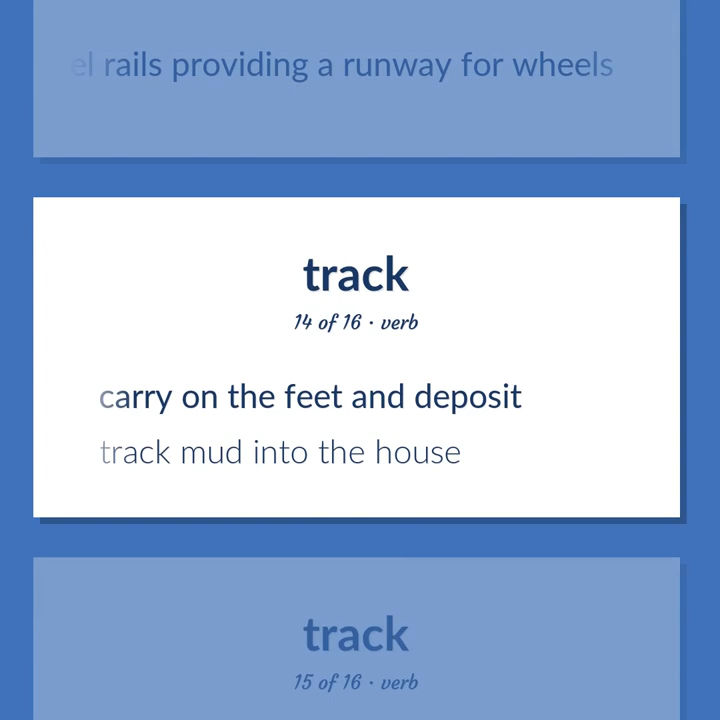 el rails providing a runway for wheels
track
14 of 16 · verb
carry on the feet and deposit
track mud into the house
track
15 of 16 · verb